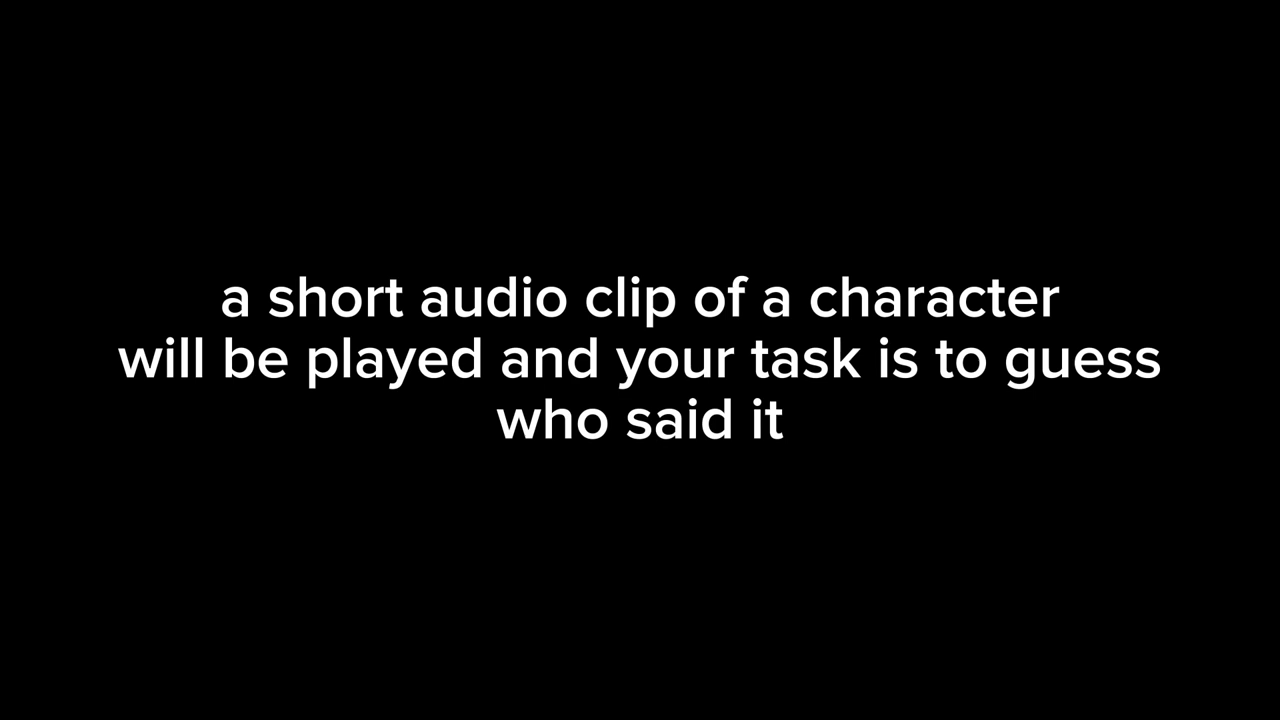 a short audio clip of a character
will be played and your task is to guess
who said it